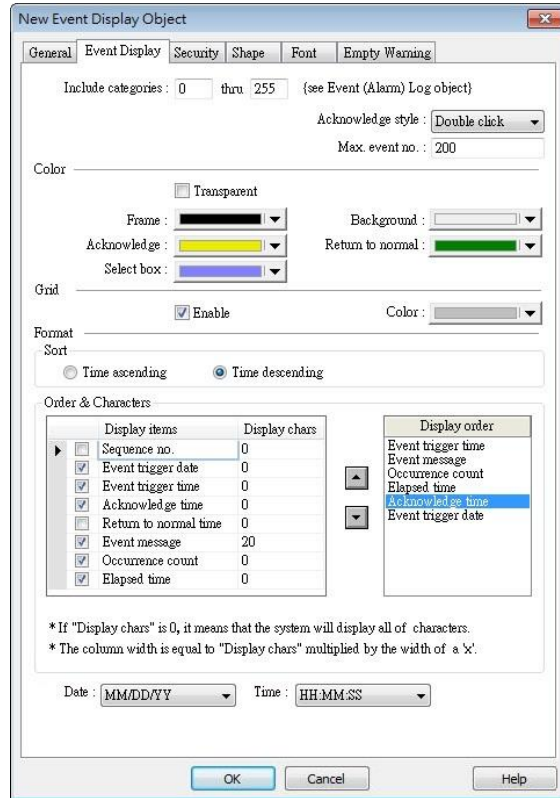 New Event Display Object
General Event Display Security Shape Font Empty Warning
Include categories : 0 thru 255 {see Event (Alarm) Log object}
Acknowledge style : Double click
Max. event no. : 200
Color
Transparent
Frame : Background :
Acknowledge : Return to normal :
Select box :
Grid
Enable Color :
Format
Sort
Time ascending Time descending
Order & Characters
Display items Display chars
Sequence no. 0
Event trigger date 0
Event trigger time 0
Acknowledge time 0
Return to normal time 0
Event message 20
Occurrence count 0
Elapsed time 0
Display order
Event trigger time
Event message
Occurrence count
Elapsed time
Acknowledge time
Event trigger date
* If "Display chars" is 0, it means that the system will display all of characters.
* The column width is equal to "Display chars" multiplied by the width of a 'x'.
Date : MM/DD/YY Time : HH:MM:SS
OK Cancel Help